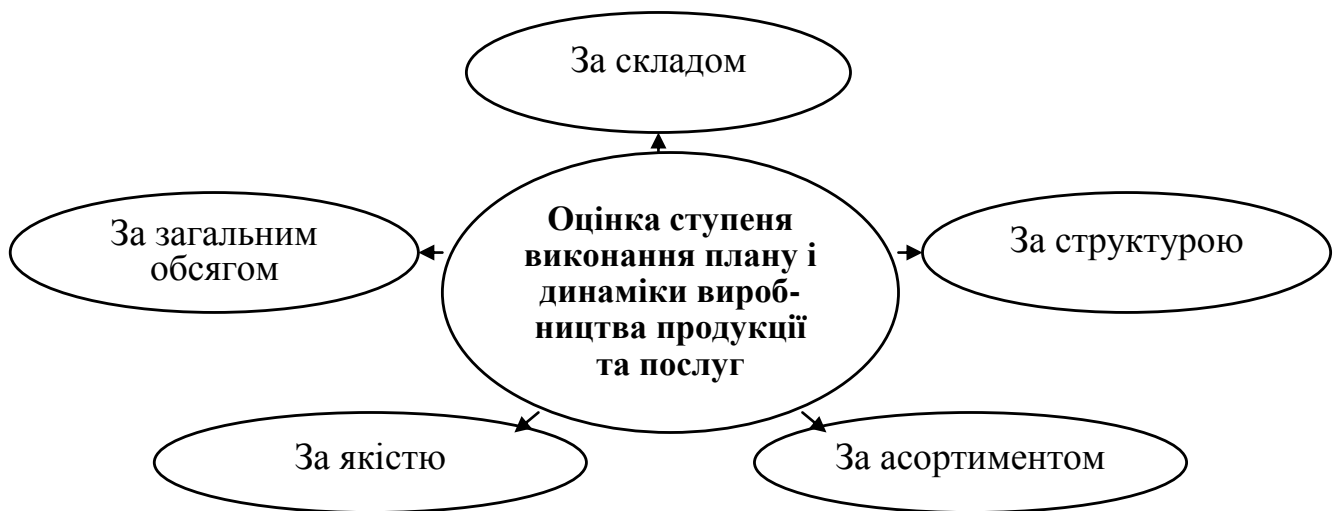 За складом
За загальним
обсягом
Оцінка ступеня
виконання плану і
динаміки вироб-
ництва продукції
та послуг
За структурою
За якістю
За асортиментом